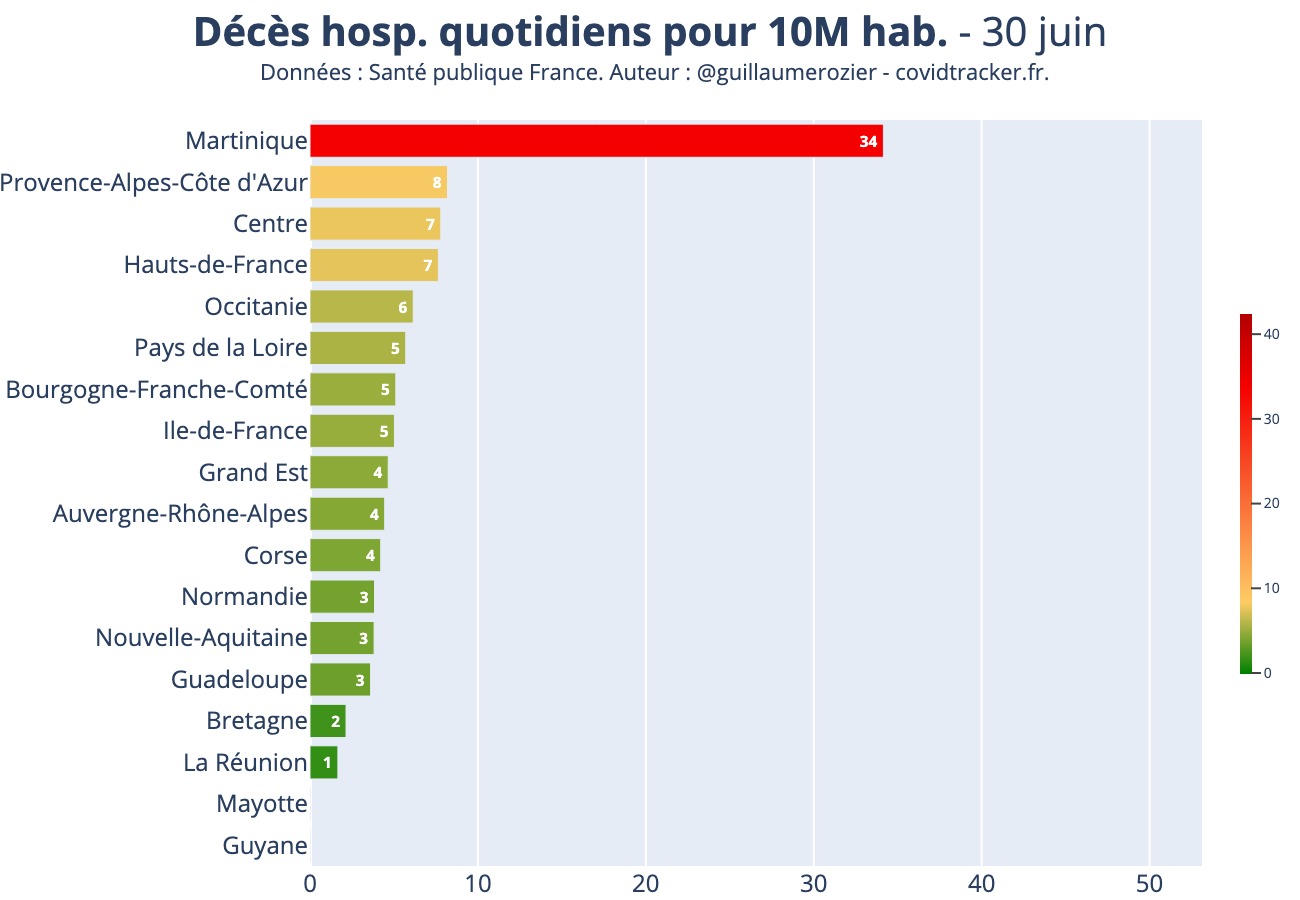 Décès hosp. quotidiens pour 10M hab. - 30 juin
Données : Santé publique France. Auteur : @guillaumerozier - covidtracker.fr.
Martinique 34
Provence-Alpes-Côte d'Azur 8
Centre 7
Hauts-de-France 7
Occitanie 6
Pays de la Loire 5
Bourgogne-Franche-Comté 5
Ile-de-France 5
Grand Est 4
Auvergne-Rhône-Alpes 4
Corse 4
Normandie 3
Nouvelle-Aquitaine 3
Guadeloupe 3
Bretagne 2
La Réunion 1
Mayotte
Guyane
0 10 20 30 40 50
40
30
20
10
0